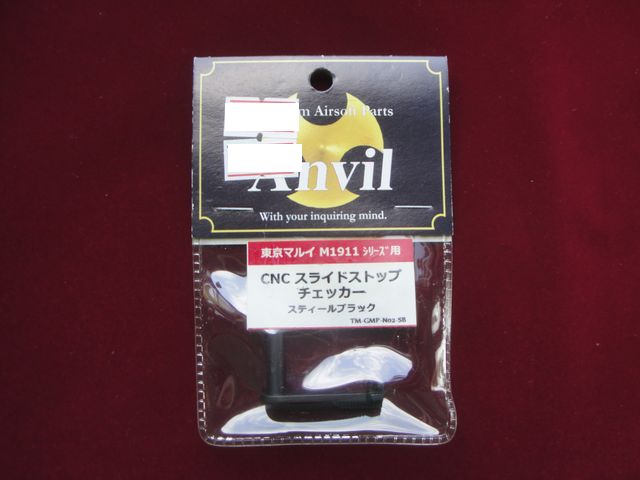 m Airsoft Parts
Anvil
With your inquiring mind.
東京マルイ M1911 ｼﾘｰｽﾞ用
CNC スライドストップ
チェッカー
スティールブラック
TM-GMP-N02-SB